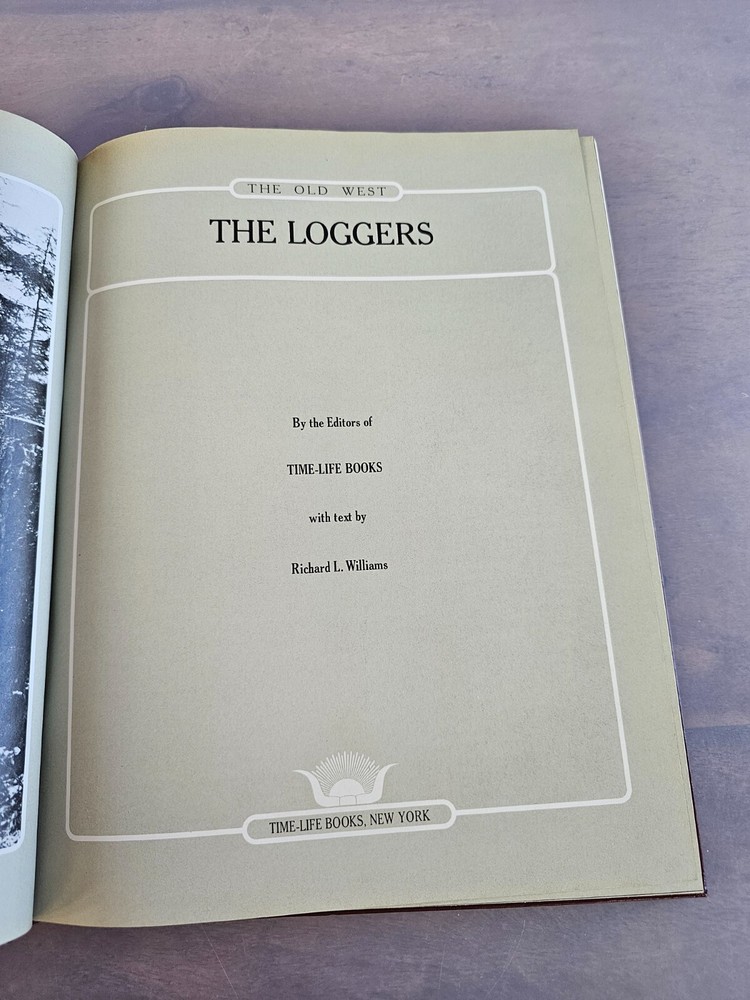 THE OLD WEST
THE LOGGERS
By the Editors of
TIME-LIFE BOOKS
with text by
Richard L. Williams
TIME-LIFE BOOKS, NEW YORK